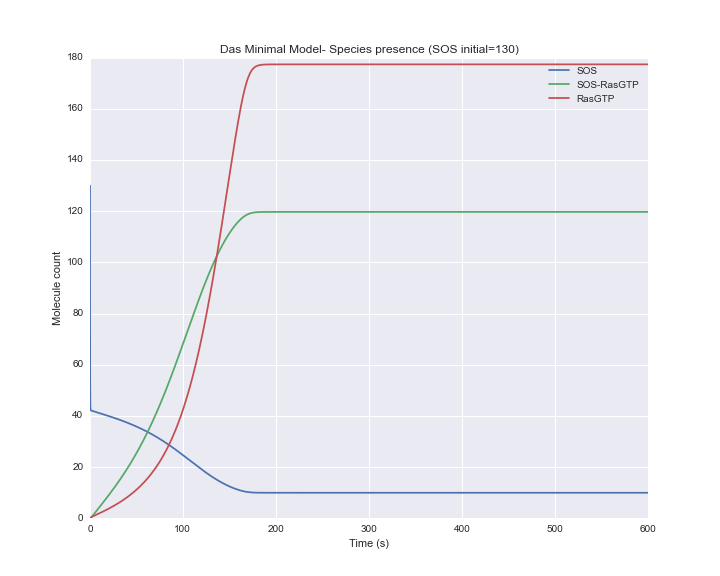 Das Minimal Model- Species presence (SOS initial=130)
180
160
140
120
100
80
60
40
20
0
Molecule count
SOS
SOS-RasGTP
RasGTP
0 100 200 300 400 500 600
Time (s)